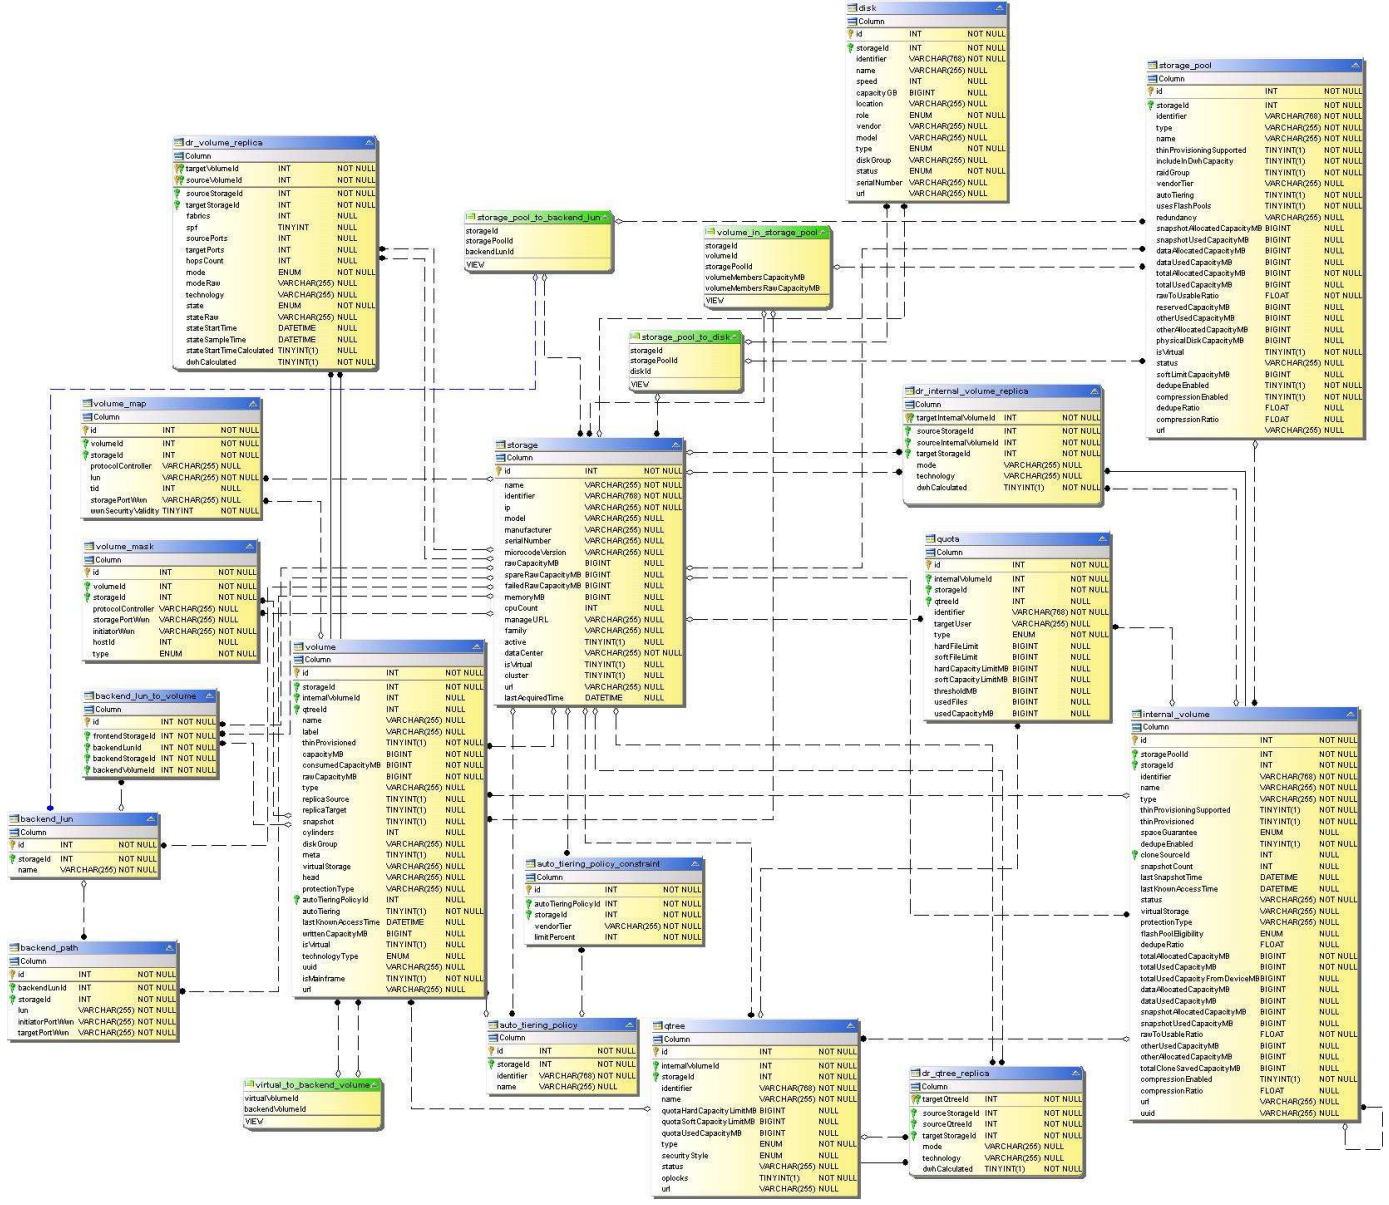 disk
Column
id INT NOT NULL
storageId INT NOT NULL
identifier VARCHAR(768) NOT NULL
name VARCHAR(255) NULL
speed INT NULL
capacityGB BIGINT NULL
location VARCHAR(255) NULL
role ENUM NOT NULL
vendor VARCHAR(255) NULL
model VARCHAR(255) NULL
type ENUM NOT NULL
diskGroup VARCHAR(255) NULL
status ENUM NOT NULL
serialNumber VARCHAR(255) NULL
url VARCHAR(255) NULL
storage_pool
Column
id INT NOT NULL
storageId INT NOT NULL
identifier VARCHAR(768) NOT NULL
type VARCHAR(255) NOT NULL
name VARCHAR(255) NULL
thinProvisioningSupported TINYINT(1) NOT NULL
includeInDwhCapacity TINYINT(1) NOT NULL
raidGroup TINYINT(1) NOT NULL
vendorTier VARCHAR(255) NULL
autoTiering TINYINT(1) NOT NULL
usesFlashPools TINYINT(1) NOT NULL
redundancy VARCHAR(255) NULL
snapshotAllocatedCapacityMB BIGINT NULL
snapshotUsedCapacityMB BIGINT NULL
dataAllocatedCapacityMB BIGINT NULL
dataUsedCapacityMB BIGINT NULL
totalAllocatedCapacityMB BIGINT NOT NULL
totalUsedCapacityMB BIGINT NULL
rawToUsableRatio FLOAT NOT NULL
reservedCapacityMB BIGINT NULL
otherUsedCapacityMB BIGINT NULL
otherAllocatedCapacityMB BIGINT NULL
physicalDiskCapacityMB BIGINT NULL
isVirtual TINYINT(1) NOT NULL
status VARCHAR(255) NULL
softLimitCapacityMB BIGINT NULL
dedupeEnabled TINYINT(1) NOT NULL
compressionEnabled TINYINT(1) NOT NULL
dedupeRatio FLOAT NULL
compressionRatio FLOAT NULL
url VARCHAR(255) NULL
dr_volume_replica
Column
targetVolumeId INT NOT NULL
sourceVolumeId INT NOT NULL
sourceStorageId INT NOT NULL
targetStorageId INT NOT NULL
fabrics INT NULL
spf TINYINT NULL
sourcePorts INT NULL
targetPorts INT NULL
hopsCount INT NULL
mode ENUM NOT NULL
modeRaw VARCHAR(255) NULL
technology VARCHAR(255) NULL
state ENUM NOT NULL
stateRaw VARCHAR(255) NULL
stateStartTime DATETIME NULL
stateSampleTime DATETIME NULL
stateStartTimeCalculated TINYINT(1) NULL
dwhCalculated TINYINT(1) NOT NULL
storage_pool_to_backend_lun
storageId
storagePoolId
backendLunId
VIEW
volume_in_storage_pool
storageId
volumeId
storagePoolId
volumeMembersCapacityMB
volumeMembersRawCapacityMB
VIEW
storage_pool_to_disk
storageId
storagePoolId
diskId
VIEW
volume_map
Column
id INT NOT NULL
volumeId INT NOT NULL
storageId INT NOT NULL
protocolController VARCHAR(255) NULL
lun VARCHAR(255) NOT NULL
tid INT NULL
storagePortWwn VARCHAR(255) NULL
wwnSecurityValidity TINYINT NOT NULL
dr_internal_volume_replica
Column
targetInternalVolumeId INT NOT NULL
sourceStorageId INT NOT NULL
sourceInternalVolumeId INT NOT NULL
targetStorageId INT NOT NULL
mode VARCHAR(255) NULL
technology VARCHAR(255) NULL
dwhCalculated TINYINT(1) NOT NULL
storage
Column
id INT NOT NULL
name VARCHAR(255) NOT NULL
identifier VARCHAR(768) NOT NULL
ip VARCHAR(255) NOT NULL
model VARCHAR(255) NULL
manufacturer VARCHAR(255) NULL
serialNumber VARCHAR(255) NULL
microcodeVersion VARCHAR(255) NULL
rawCapacityMB BIGINT NULL
spareRawCapacityMB BIGINT NULL
failedRawCapacityMB BIGINT NULL
memoryMB BIGINT NULL
cpuCount INT NULL
manageURL VARCHAR(255) NULL
family VARCHAR(255) NULL
active TINYINT(1) NULL
dataCenter VARCHAR(255) NOT NULL
isVirtual TINYINT(1) NULL
cluster TINYINT(1) NULL
url VARCHAR(255) NULL
lastAcquiredTime DATETIME NULL
volume_mask
Column
id INT NOT NULL
volumeId INT NOT NULL
storageId INT NOT NULL
protocolController VARCHAR(255) NULL
storagePortWwn VARCHAR(255) NULL
initiatorWwn VARCHAR(255) NOT NULL
hostId INT NULL
type ENUM NOT NULL
quota
Column
id INT NOT NULL
internalVolumeId INT NOT NULL
storageId INT NOT NULL
qtreeId INT NULL
identifier VARCHAR(768) NOT NULL
targetUser VARCHAR(255) NULL
type ENUM NOT NULL
hardFileLimit BIGINT NULL
softFileLimit BIGINT NULL
hardCapacityLimitMB BIGINT NULL
softCapacityLimitMB BIGINT NULL
thresholdMB BIGINT NULL
usedFiles BIGINT NULL
usedCapacityMB BIGINT NULL
volume
Column
id INT NOT NULL
storageId INT NOT NULL
internalVolumeId INT NULL
qtreeId INT NULL
name VARCHAR(255) NULL
label VARCHAR(255) NULL
thinProvisioned TINYINT(1) NOT NULL
capacityMB BIGINT NOT NULL
consumedCapacityMB BIGINT NOT NULL
rawCapacityMB BIGINT NOT NULL
type VARCHAR(255) NULL
replicaSource TINYINT(1) NULL
replicaTarget TINYINT(1) NULL
snapshot TINYINT(1) NULL
cylinders INT NULL
diskGroup VARCHAR(255) NULL
meta TINYINT(1) NULL
virtualStorage VARCHAR(255) NULL
head VARCHAR(255) NULL
protectionType VARCHAR(255) NULL
autoTieringPolicyId INT NULL
autoTiering TINYINT(1) NOT NULL
lastKnownAccessTime DATETIME NULL
writtenCapacityMB BIGINT NULL
isVirtual TINYINT(1) NULL
technologyType ENUM NULL
uuid VARCHAR(255) NULL
isMainframe TINYINT(1) NOT NULL
url VARCHAR(255) NULL
backend_lun_to_volume
Column
id INT NOT NULL
frontendStorageId INT NOT NULL
backendLunId INT NOT NULL
backendStorageId INT NOT NULL
backendVolumeId INT NOT NULL
internal_volume
Column
id INT NOT NULL
storagePoolId INT NOT NULL
storageId INT NOT NULL
identifier VARCHAR(768) NOT NULL
name VARCHAR(255) NOT NULL
type VARCHAR(255) NOT NULL
thinProvisioningSupported TINYINT(1) NOT NULL
thinProvisioned TINYINT(1) NOT NULL
spaceGuarantee ENUM NULL
dedupeEnabled TINYINT(1) NOT NULL
cloneSourceId INT NULL
snapshotCount INT NULL
lastSnapshotTime DATETIME NULL
lastKnownAccessTime DATETIME NULL
status VARCHAR(255) NOT NULL
virtualStorage VARCHAR(255) NULL
protectionType VARCHAR(255) NULL
flashPoolEligibility ENUM NULL
dedupeRatio FLOAT NULL
totalAllocatedCapacityMB BIGINT NOT NULL
totalUsedCapacityMB BIGINT NOT NULL
totalUsedCapacityFromDeviceMB BIGINT NULL
dataAllocatedCapacityMB BIGINT NULL
dataUsedCapacityMB BIGINT NULL
snapshotAllocatedCapacityMB BIGINT NULL
snapshotUsedCapacityMB BIGINT NULL
rawToUsableRatio FLOAT NOT NULL
otherUsedCapacityMB BIGINT NULL
otherAllocatedCapacityMB BIGINT NULL
totalCloneSavedCapacityMB BIGINT NULL
compressionEnabled TINYINT(1) NOT NULL
compressionRatio FLOAT NULL
url VARCHAR(255) NULL
uuid VARCHAR(255) NULL
backend_lun
Column
id INT NOT NULL
storageId INT NOT NULL
name VARCHAR(255) NOT NULL
auto_tiering_policy_constraint
Column
id INT NOT NULL
autoTieringPolicyId INT NOT NULL
storageId INT NOT NULL
vendorTier VARCHAR(255) NOT NULL
limitPercent INT NOT NULL
backend_path
Column
id INT NOT NULL
backendLunId INT NOT NULL
storageId INT NOT NULL
lun VARCHAR(255) NOT NULL
initiatorPortWwn VARCHAR(255) NOT NULL
targetPortWwn VARCHAR(255) NOT NULL
auto_tiering_policy
Column
id INT NOT NULL
storageId INT NOT NULL
identifier VARCHAR(768) NOT NULL
name VARCHAR(255) NULL
qtree
Column
id INT NOT NULL
internalVolumeId INT NOT NULL
storageId INT NOT NULL
identifier VARCHAR(768) NOT NULL
name VARCHAR(255) NOT NULL
quotaHardCapacityLimitMB BIGINT NULL
quotaSoftCapacityLimitMB BIGINT NULL
quotaUsedCapacityMB BIGINT NULL
type ENUM NOT NULL
securityStyle ENUM NULL
status VARCHAR(255) NULL
oplocks TINYINT(1) NOT NULL
url VARCHAR(255) NULL
dr_qtree_replica
Column
targetQtreeId INT NOT NULL
sourceStorageId INT NOT NULL
sourceQtreeId INT NOT NULL
targetStorageId INT NOT NULL
mode VARCHAR(255) NULL
technology VARCHAR(255) NULL
dwhCalculated TINYINT(1) NOT NULL
virtual_to_backend_volume
virtualVolumeId
backendVolumeId
VIEW